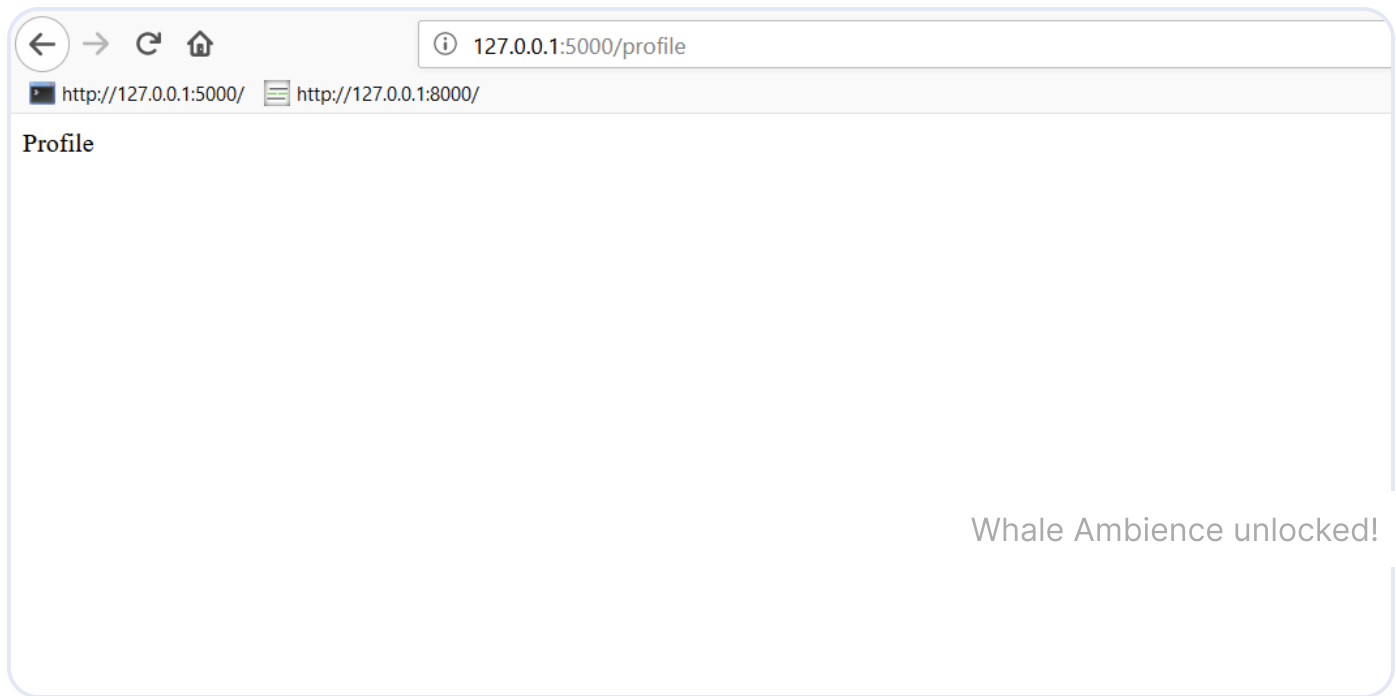 127.0.0.1:5000/profile
http://127.0.0.1:5000/ http://127.0.0.1:8000/
Profile
Whale Ambience unlocked!